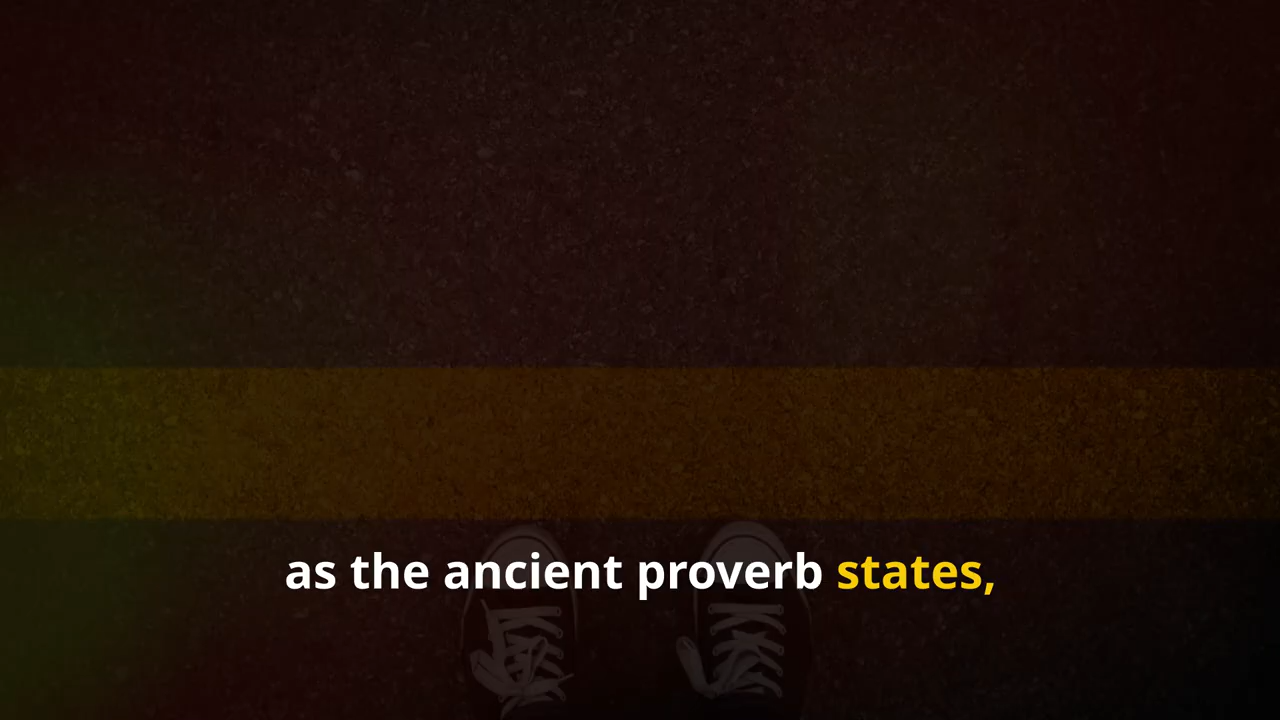 as the ancient proverb states,